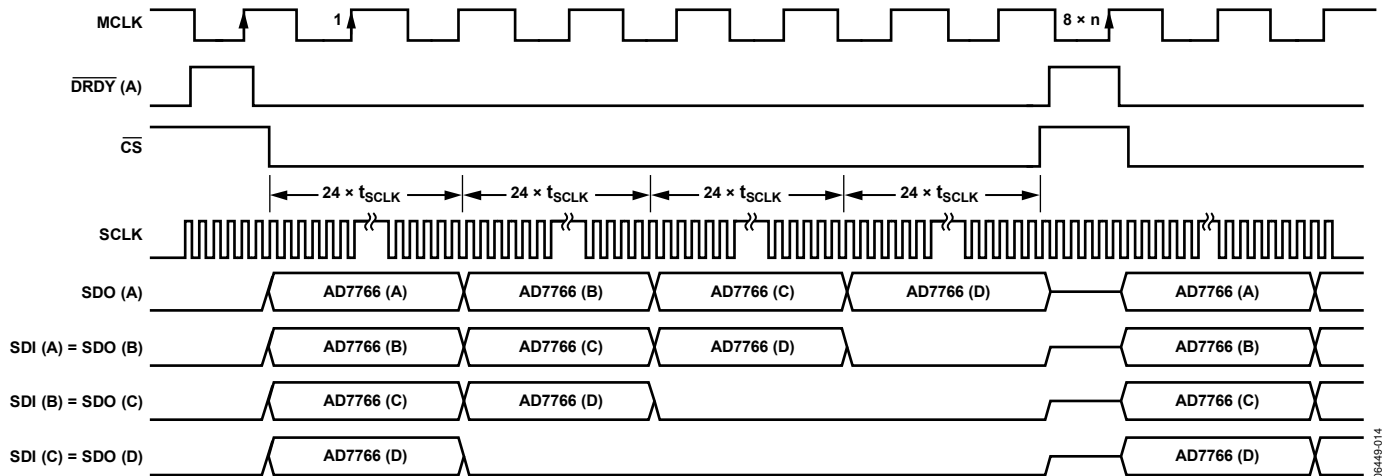 MCLK
1
8 × n
DRDY (A)
CS
24 × tSCLK
24 × tSCLK
24 × tSCLK
24 × tSCLK
SCLK
SDO (A)
AD7766 (A)
AD7766 (B)
AD7766 (C)
AD7766 (D)
AD7766 (A)
SDI (A) = SDO (B)
AD7766 (B)
AD7766 (C)
AD7766 (D)
AD7766 (B)
SDI (B) = SDO (C)
AD7766 (C)
AD7766 (D)
AD7766 (C)
SDI (C) = SDO (D)
AD7766 (D)
AD7766 (D)
06449-014